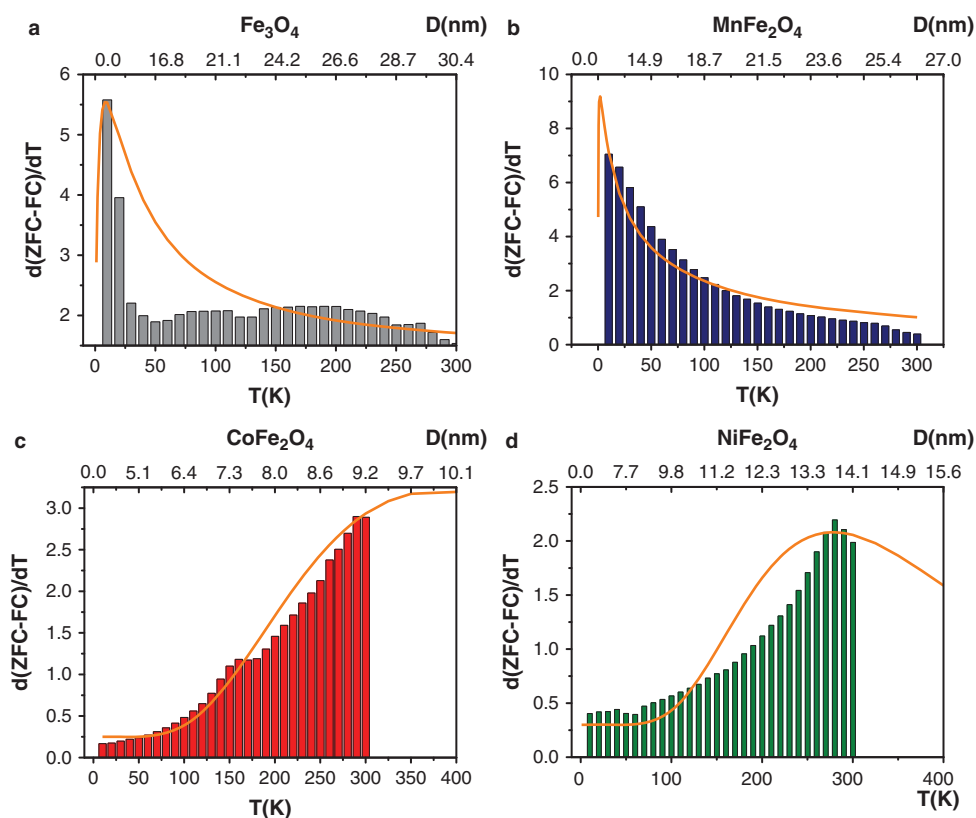 a Fe3O4 D(nm)
0.0 16.8 21.1 24.2 26.6 28.7 30.4
6
5
4
3
2
d(ZFC-FC)/dT
0 50 100 150 200 250 300
T(K)
b MnFe2O4 D(nm)
0.0 14.9 18.7 21.5 23.6 25.4 27.0
10
8
6
4
2
0
d(ZFC-FC)/dT
0 50 100 150 200 250 300
T(K)
c CoFe2O4 D(nm)
0.0 5.1 6.4 7.3 8.0 8.6 9.2 9.7 10.1
3.0
2.5
2.0
1.5
1.0
0.5
0.0
d(ZFC-FC)/dT
0 50 100 150 200 250 300 350 400
T(K)
d NiFe2O4 D(nm)
0.0 7.7 9.8 11.2 12.3 13.3 14.1 14.9 15.6
2.5
2.0
1.5
1.0
0.5
0.0
d(ZFC-FC)/dT
0 100 200 300 400
T(K)